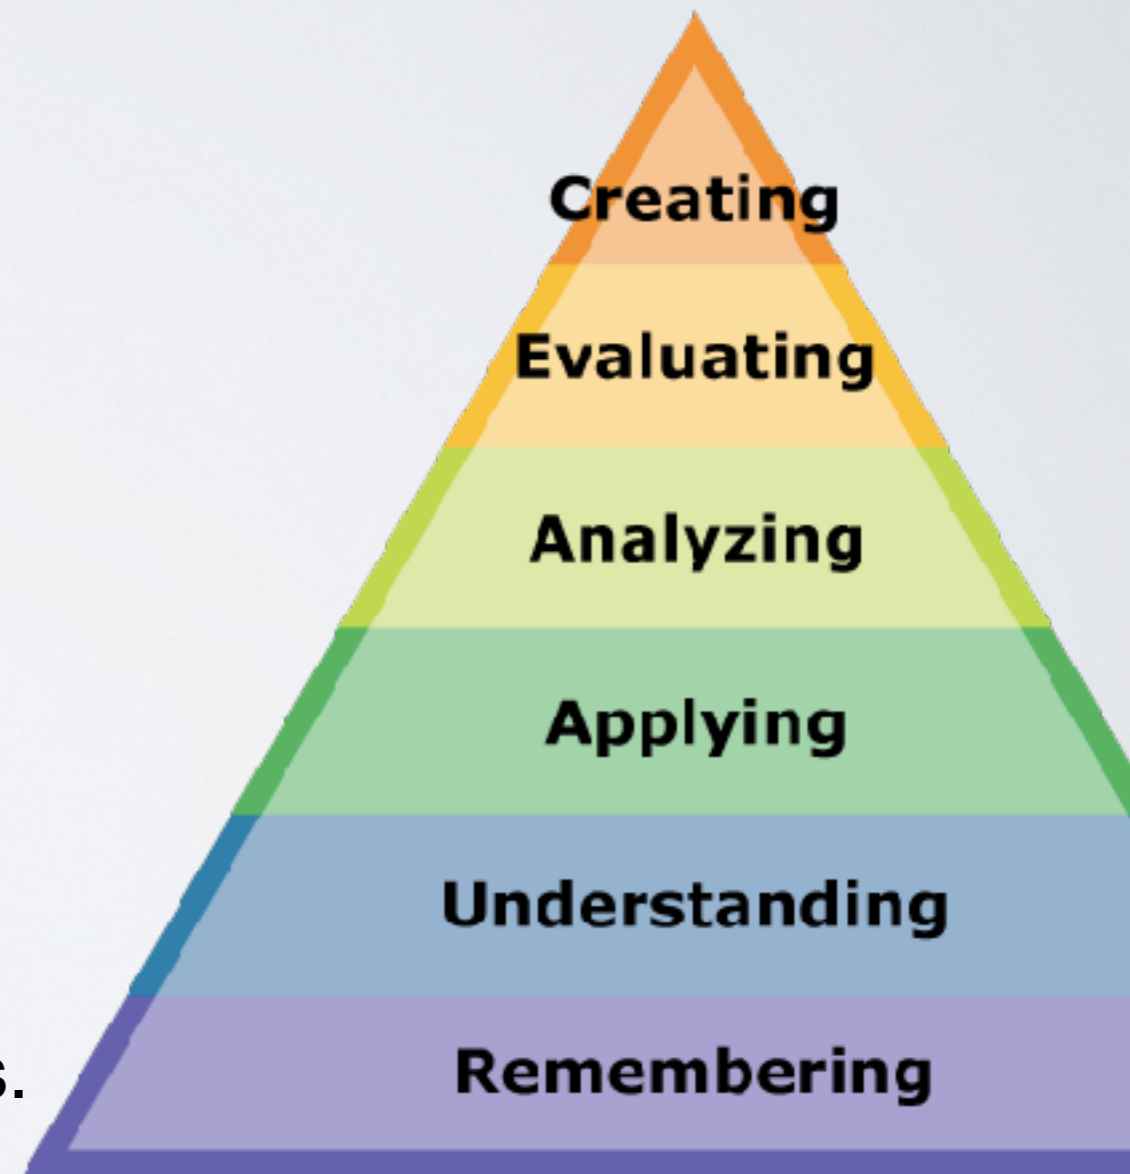 Creating
Evaluating
Analyzing
Applying
Understanding
Remembering